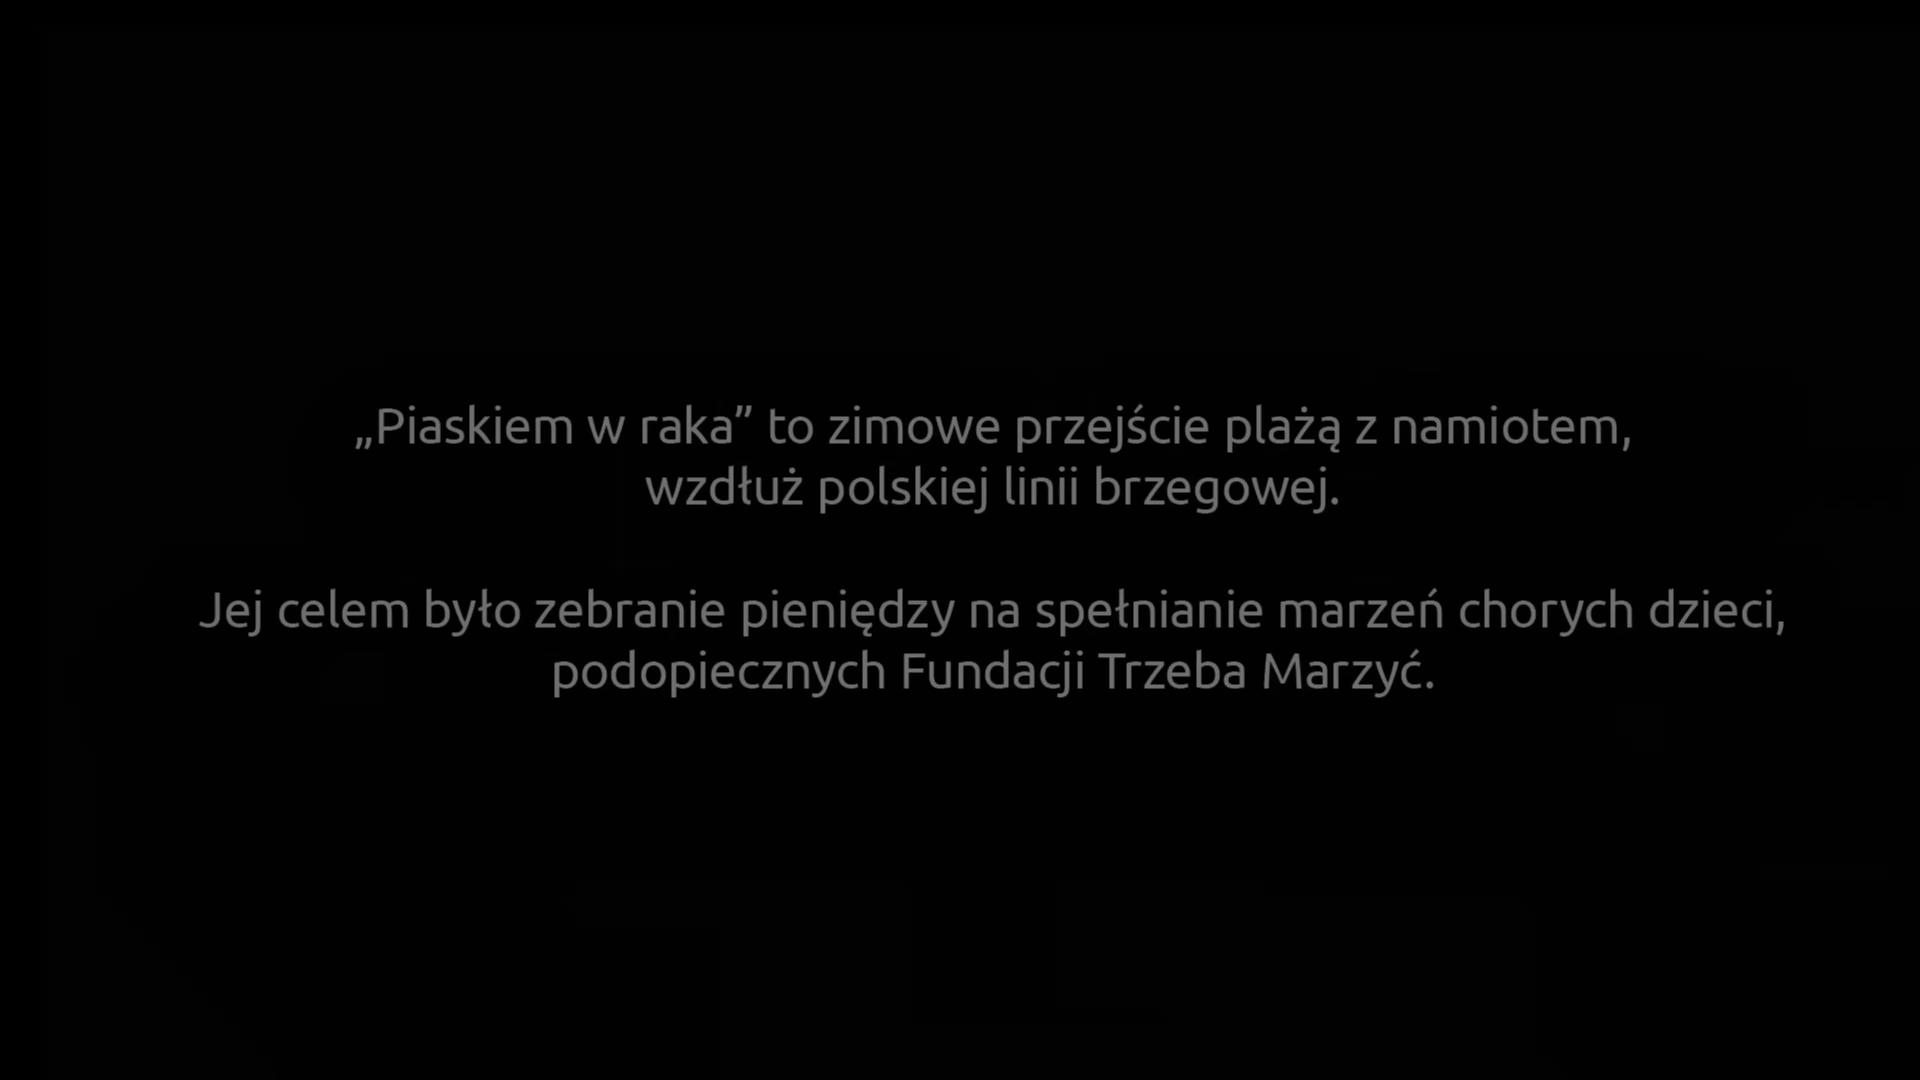 „Piaskiem w raka” to zimowe przejście plażą z namiotem,
wzdłuż polskiej linii brzegowej.
Jej celem było zebranie pieniędzy na spełnianie marzeń chorych dzieci,
podopiecznych Fundacji Trzeba Marzyć.